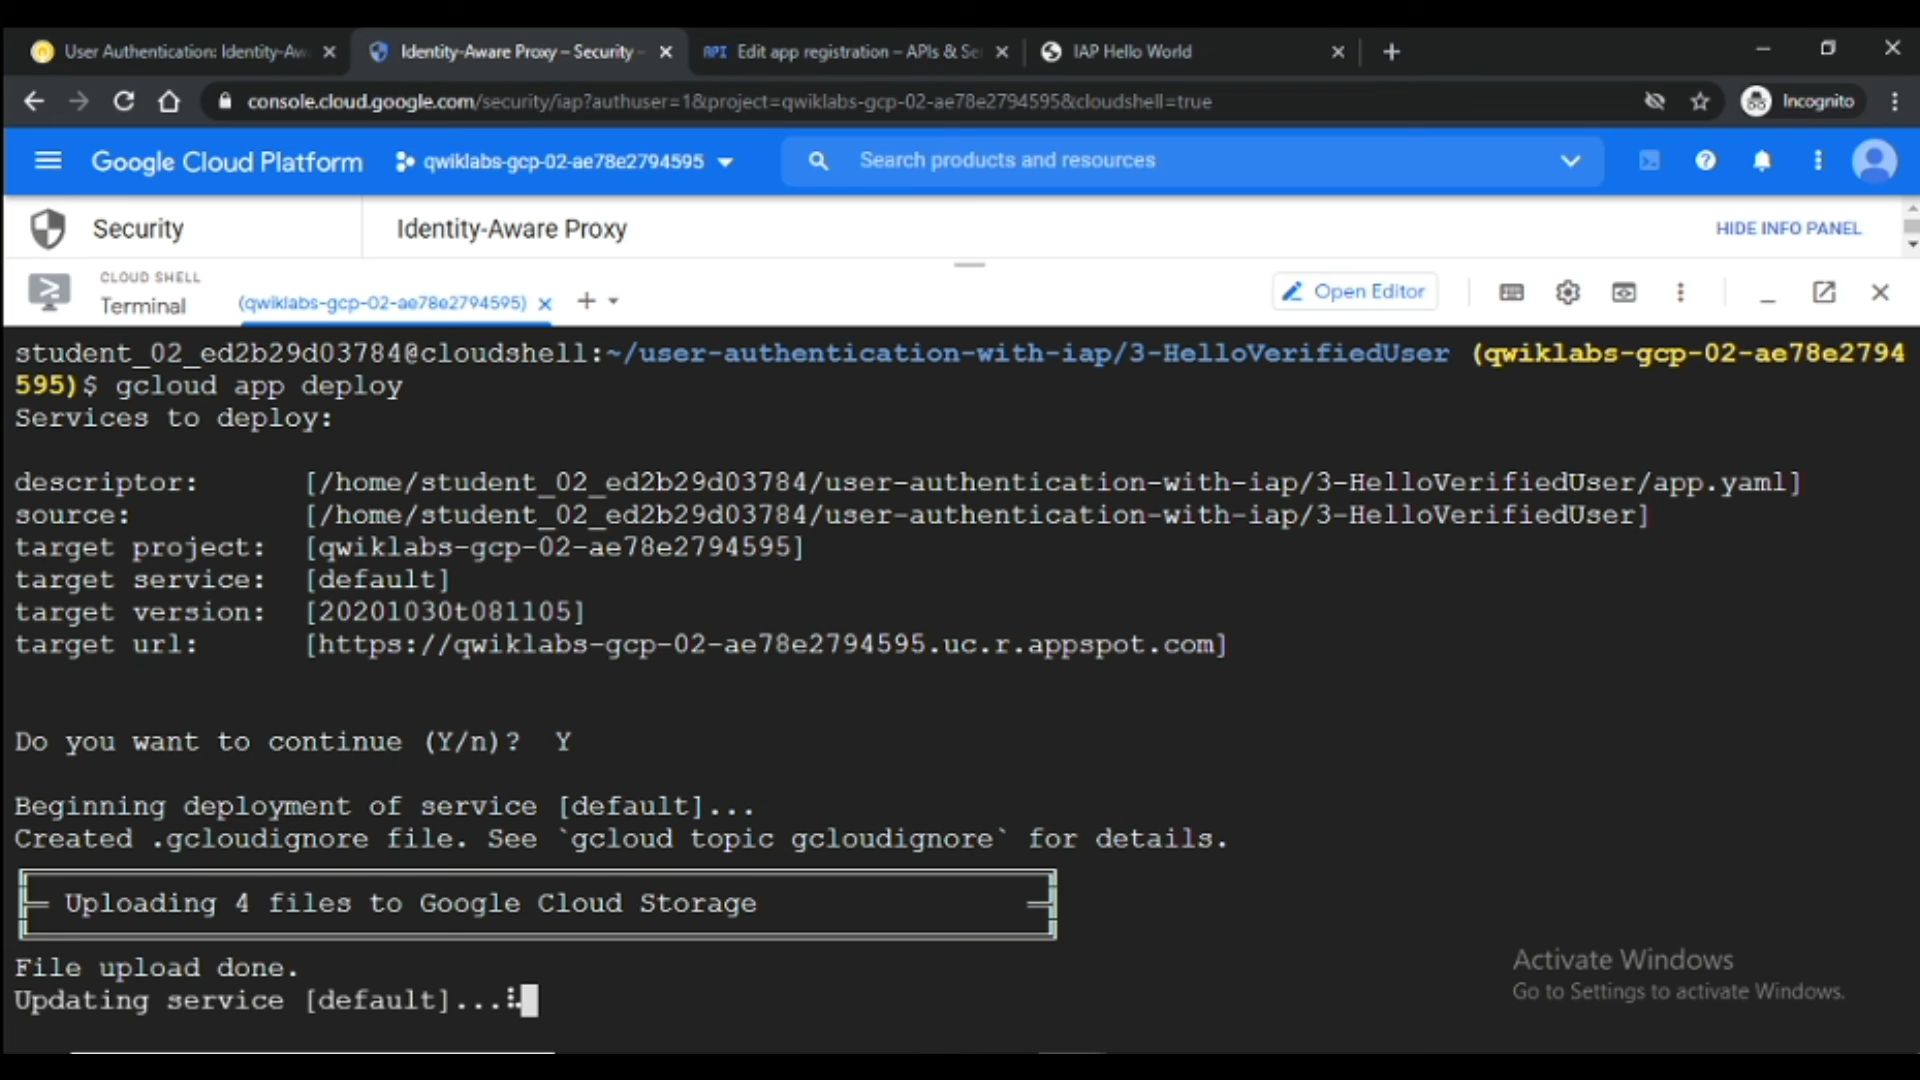 User Authentication: Identity-Aw
Identity-Aware Proxy – Security –
API Edit app registration – APIs & Se
IAP Hello World
console.cloud.google.com/security/iap?authuser=1&project=qwiklabs-gcp-02-ae78e2794595&cloudshell=true
Incognito
Google Cloud Platform
qwiklabs-gcp-02-ae78e2794595
Search products and resources
Security
Identity-Aware Proxy
HIDE INFO PANEL
CLOUD SHELL
Terminal
(qwiklabs-gcp-02-ae78e2794595)
Open Editor
student_02_ed2b29d03784@cloudshell:~/user-authentication-with-iap/3-HelloVerifiedUser (qwiklabs-gcp-02-ae78e2794
595)$ gcloud app deploy
Services to deploy:
descriptor: [/home/student_02_ed2b29d03784/user-authentication-with-iap/3-HelloVerifiedUser/app.yaml]
source: [/home/student_02_ed2b29d03784/user-authentication-with-iap/3-HelloVerifiedUser]
target project: [qwiklabs-gcp-02-ae78e2794595]
target service: [default]
target version: [20201030t081105]
target url: [https://qwiklabs-gcp-02-ae78e2794595.uc.r.appspot.com]
Do you want to continue (Y/n)? Y
Beginning deployment of service [default]...
Created .gcloudignore file. See `gcloud topic gcloudignore` for details.
Uploading 4 files to Google Cloud Storage
File upload done.
Updating service [default]...
Activate Windows
Go to Settings to activate Windows.